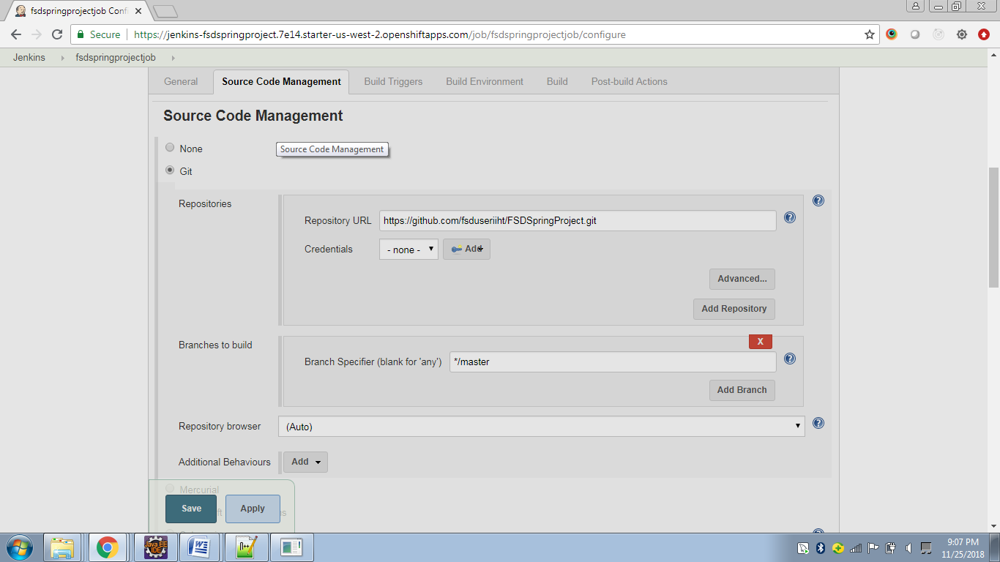 fsdspringprojectjob Conf
Secure https://jenkins-fsdspringproject.7e14.starter-us-west-2.openshiftapps.com/job/fsdspringprojectjob/configure
Jenkins fsdspringprojectjob
General Source Code Management Build Triggers Build Environment Build Post-build Actions
Source Code Management
None Source Code Management
Git
Repositories
Repository URL https://github.com/fsduseriiht/FSDSpringProject.git
Credentials - none - Add
Advanced...
Add Repository
Branches to build X
Branch Specifier (blank for 'any') */master
Add Branch
Repository browser (Auto)
Additional Behaviours Add
Mercurial
Save Apply
Java EE
IDE
9:07 PM
11/25/2018